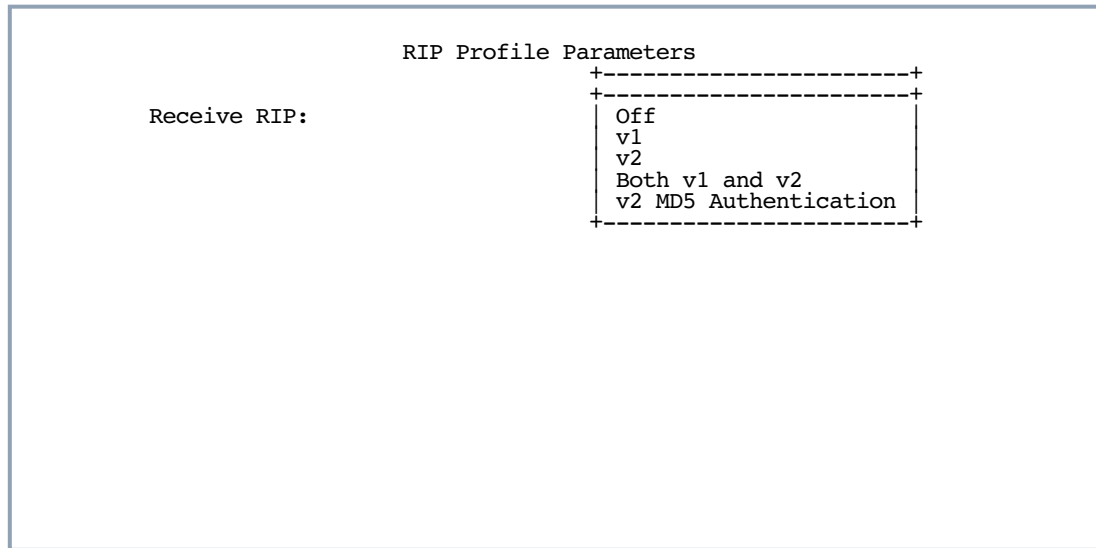 RIP Profile Parameters
+-----------------------+
+-----------------------+
Receive RIP: | Off |
| v1 |
| v2 |
| Both v1 and v2 |
| v2 MD5 Authentication |
+-----------------------+